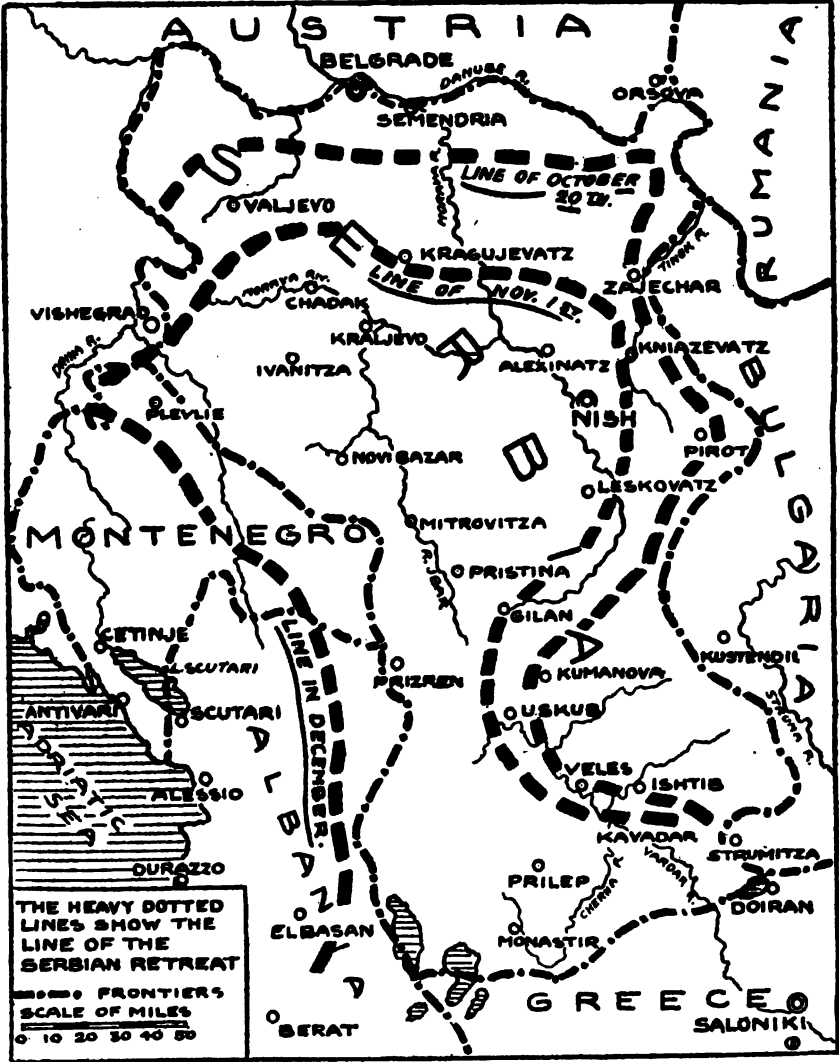 AUSTRIA
BELGRADE
DANUBE R.
ORSOVA
SEMENDRIA
RUMANIA
LINE OF OCTOBER
20TH.
VALJEVO
SERBIA
KRAGUJEVATZ
TIMOK R.
ZAJECHAR
LINE OF NOV. 1ST.
MORAVA RIV.
CHADAK
VISHEGRAD
KRALJEVO
DRINA R.
IVANITZA
ALEXINATZ
KNIAZEVATZ
BULGARIA
PLEVLIE
NISH
PIROT
NOVI BAZAR
LESKOVATZ
MONTENEGRO
MITROVITZA
R. IBAR
PRISTINA
GILAN
CETINJE
L. SCUTARI
LINE IN DECEMBER.
PRIZREN
KUMANOVA
KUSTENDIL
ANTIVARI
SCUTARI
USKUB
STRUMA R.
ADRIATIC
SEA
ALBANIA
ALESSIO
VELES
ISHTIB
KAVADAR
STRUMITZA
DURAZZO
PRILEP
CHERNA R.
VARDAR R.
DOIRAN
THE HEAVY DOTTED
LINES SHOW THE
LINE OF THE
SERBIAN RETREAT
FRONTIERS
SCALE OF MILES
0 10 20 30 40 50
ELBASAN
MONASTIR
GREECE
SALONIKI
BERAT